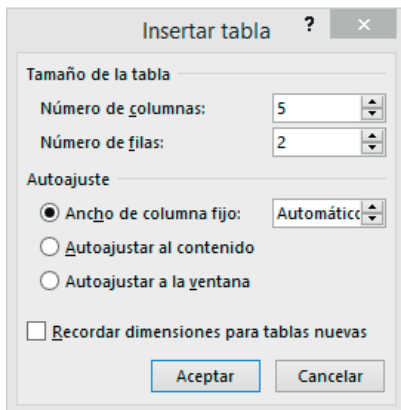 Insertar tabla ? ×
Tamaño de la tabla
Número de columnas: 5
Número de filas: 2
Autoajuste
Ancho de columna fijo: Automático
Autoajustar al contenido
Autoajustar a la ventana
Recordar dimensiones para tablas nuevas
Aceptar Cancelar